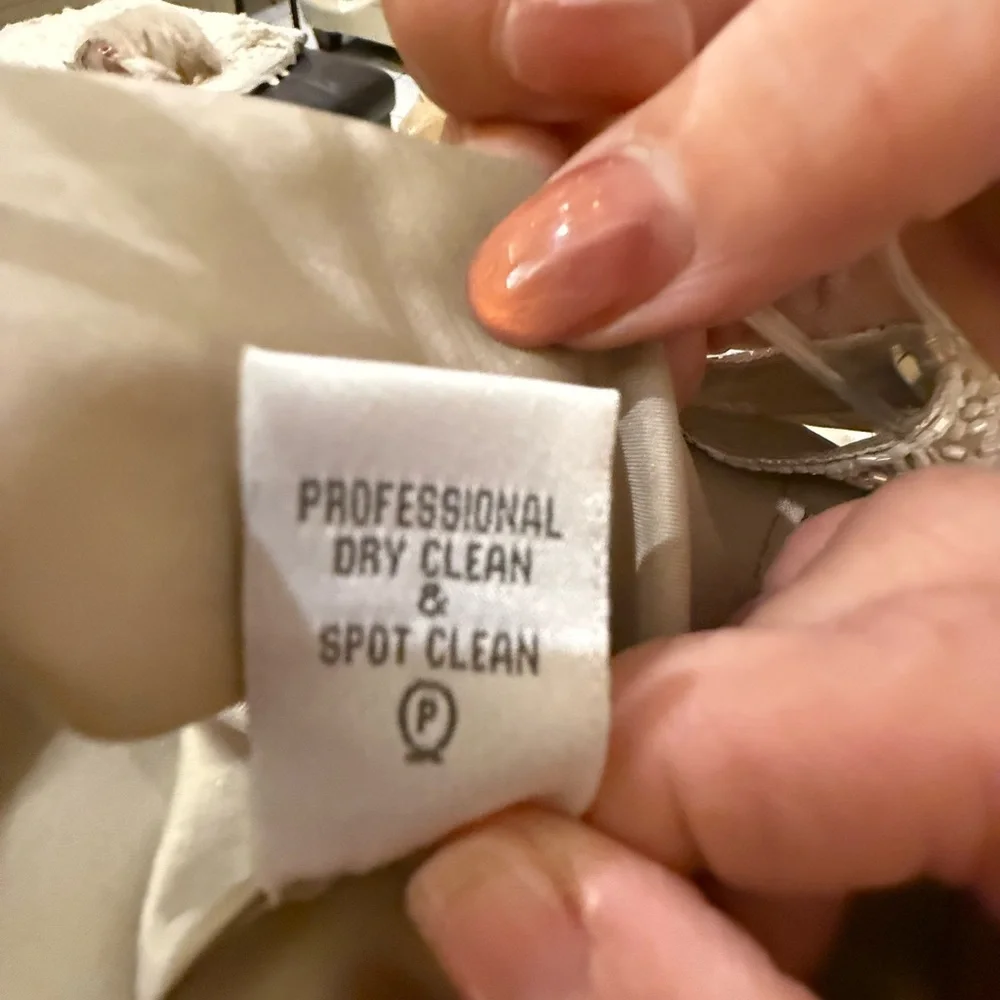 PROFESSIONAL
DRY CLEAN
&
SPOT CLEAN
P